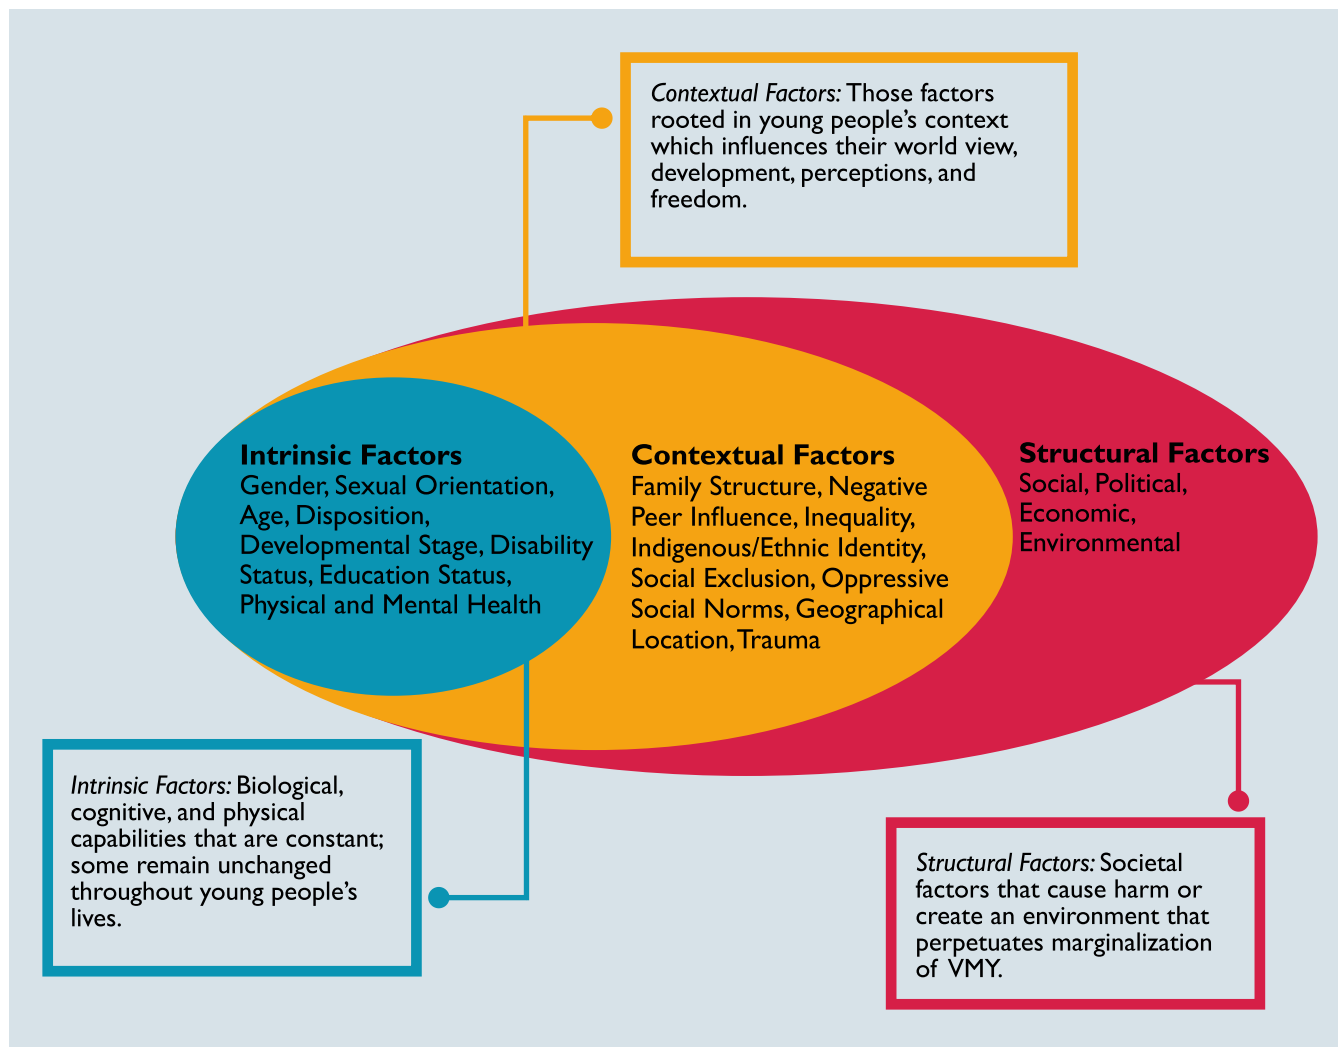 Contextual Factors: Those factors
rooted in young people's context
which influences their world view,
development, perceptions, and
freedom.
Intrinsic Factors
Gender, Sexual Orientation,
Age, Disposition,
Developmental Stage, Disability
Status, Education Status,
Physical and Mental Health
Contextual Factors
Family Structure, Negative
Peer Influence, Inequality,
Indigenous/Ethnic Identity,
Social Exclusion, Oppressive
Social Norms, Geographical
Location, Trauma
Structural Factors
Social, Political,
Economic,
Environmental
Intrinsic Factors: Biological,
cognitive, and physical
capabilities that are constant;
some remain unchanged
throughout young people's
lives.
Structural Factors: Societal
factors that cause harm or
create an environment that
perpetuates marginalization
of VMY.